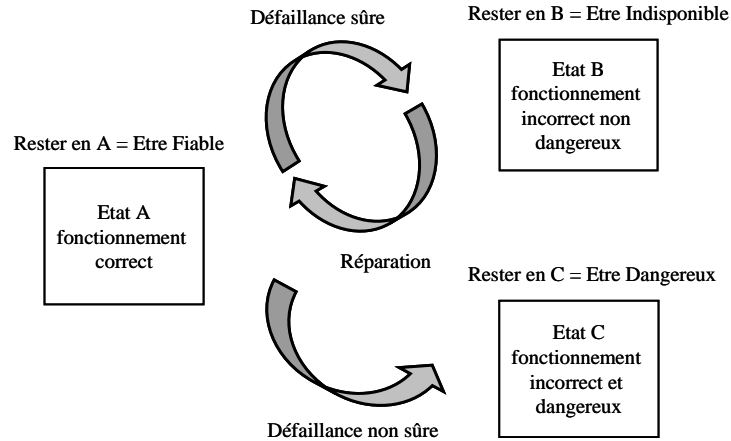 Défaillance sûre
Rester en B = Etre Indisponible
Etat B
fonctionnement
incorrect non
dangereux
Rester en A = Etre Fiable
Etat A
fonctionnement
correct
Réparation
Rester en C = Etre Dangereux
Etat C
fonctionnement
incorrect et
dangereux
Défaillance non sûre